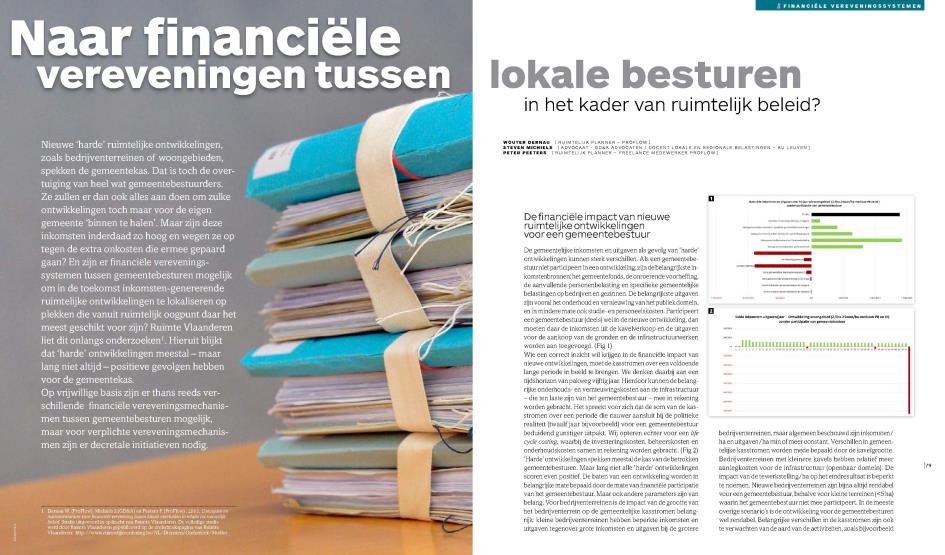 Naar financiële
vereveningen tussen
lokale besturen
in het kader van ruimtelijk beleid?
FINANCIËLE VEREVENINGSSYSTEMEN
Nieuwe ‘harde’ ruimtelijke ontwikkelingen,
zoals bedrijventerreinen of woongebieden,
spekken de gemeentekas. Dat is toch de over-
tuiging van heel wat gemeentebestuurders.
Ze zullen er dan ook alles aan doen om zulke
ontwikkelingen toch maar voor de eigen
gemeente ‘binnen te halen’. Maar zijn deze
inkomsten inderdaad zo hoog en wegen ze op
tegen de extra onkosten die ermee gepaard
gaan? En zijn er financiële verevenings-
systemen tussen gemeentebesturen mogelijk
om in de toekomst inkomsten-genererende
ruimtelijke ontwikkelingen te lokaliseren op
plekken die vanuit ruimtelijk oogpunt daar het
meest geschikt voor zijn? Ruimte Vlaanderen
liet dit onlangs onderzoeken¹. Hieruit blijkt
dat ‘harde’ ontwikkelingen meestal – maar
lang niet altijd – positieve gevolgen hebben
voor de gemeentekas.
Op vrijwillige basis zijn er thans reeds ver-
schillende financiële vereveningsmechanis-
men tussen gemeentebesturen mogelijk,
maar voor verplichte vereveningsmechanis-
men zijn er decretale initiatieven nodig.
WOUTER DERNAU [RUIMTELIJK PLANNER – PROFLOW]
STEVEN MICHIELS [ADVOCAAT – GD&A ADVOCATEN / DOCENT LOKALE EN REGIONALE BELASTINGEN – KU LEUVEN]
PETER PEETERS [RUIMTELIJK PLANNER – FREELANCE MEDEWERKER PROFLOW]
De financiële impact van nieuwe
ruimtelijke ontwikkelingen
voor een gemeentebestuur
De gemeentelijke inkomsten en uitgaven als gevolg van ‘harde’
ontwikkelingen kunnen sterk verschillen. Als een gemeentebe-
stuur niet participeert in een ontwikkeling, zijn de belangrijkste in-
komstenbronnen: het gemeentefonds, de onroerende voorheffing,
de aanvullende personenbelasting en specifieke gemeentelijke
belastingen op bedrijven en gezinnen. De belangrijkste uitgaven
zijn vooral het onderhoud en vernieuwing van het publiek domein,
en in mindere mate ook studie- en personeelskosten. Participeert
een gemeentebestuur (deels) wel in de nieuwe ontwikkeling, dan
moeten daar de inkomsten uit de kavelverkoop en de uitgaven
voor de aankoop van de gronden en de infrastructuurwerken
worden aan toegevoegd. (Fig 1)
Wie een correct inzicht wil krijgen in de financiële impact van
nieuwe ontwikkelingen, moet de kasstromen over een voldoende
lange periode in beeld te brengen. We denken daarbij aan een
tijdshorizon van pakweg vijftig jaar. Hierdoor kunnen de belang-
rijke onderhouds- en vernieuwingskosten aan de infrastructuur
– die ten laste zijn van het gemeentebestuur – mee in rekening
worden gebracht. Het spreekt voor zich dat de som van de kas-
stromen over een periode die nauwer aansluit bij de politieke
realiteit (twaalf jaar bijvoorbeeld) voor een gemeentebestuur
beduidend gunstiger uitpakt. Wij opteren echter voor een life
cycle costing, waarbij de investeringskosten, beheerskosten en
onderhoudskosten samen in rekening worden gebracht. (Fig 2)
‘Harde’ ontwikkelingen spekken meestal de kas van de betrokken
gemeentebesturen. Maar lang niet alle ‘harde’ ontwikkelingen
scoren even positief. De baten van een ontwikkeling worden in
belangrijke mate bepaald door de mate van financiële participatie
van het gemeentebestuur. Maar ook andere parameters zijn van
belang. Voor bedrijventerreinen is de impact van de grootte van
het bedrijventerrein op de gemeentelijke kasstromen belang-
rijk: kleine bedrijventerreinen hebben beperkte inkomsten en
uitgaven tegenover grote inkomsten en uitgaven bij de grotere
1
2
bedrijventerreinen, maar algemeen beschouwd zijn inkomsten/
ha en uitgaven/ha min of meer constant. Verschillen in gemeen-
telijke kasstromen worden mede bepaald door de kavelgrootte.
Bedrijventerreinen met kleinere kavels hebben relatief meer
aanlegkosten voor de infrastructuur (openbaar domein). De
impact van de tewerkstelling/ha op het eindresultaat is beperkt
te noemen. Nieuwe bedrijventerreinen zijn bijna altijd rendabel
voor een gemeentebestuur, behalve voor kleine terreinen (<5 ha)
waarin het gemeentebestuur niet mee participeert. In de meeste
overige scenario’s is de ontwikkeling voor de gemeentebesturen
wel rendabel. Belangrijke verschillen in de kasstromen zijn ook
te verwachten van de aard van de activiteiten, zoals bijvoorbeeld
|79